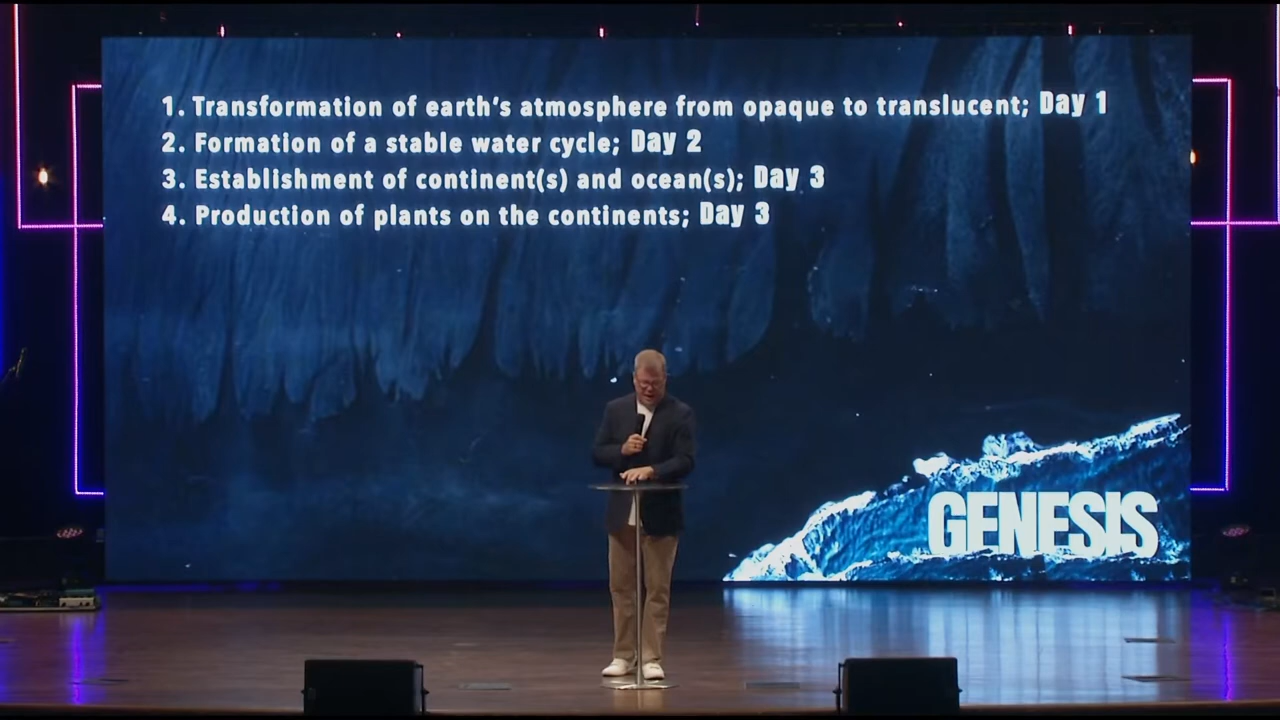 1. Transformation of earth's atmosphere from opaque to translucent; Day 1
2. Formation of a stable water cycle; Day 2
3. Establishment of continent(s) and ocean(s); Day 3
4. Production of plants on the continents; Day 3
GENESIS